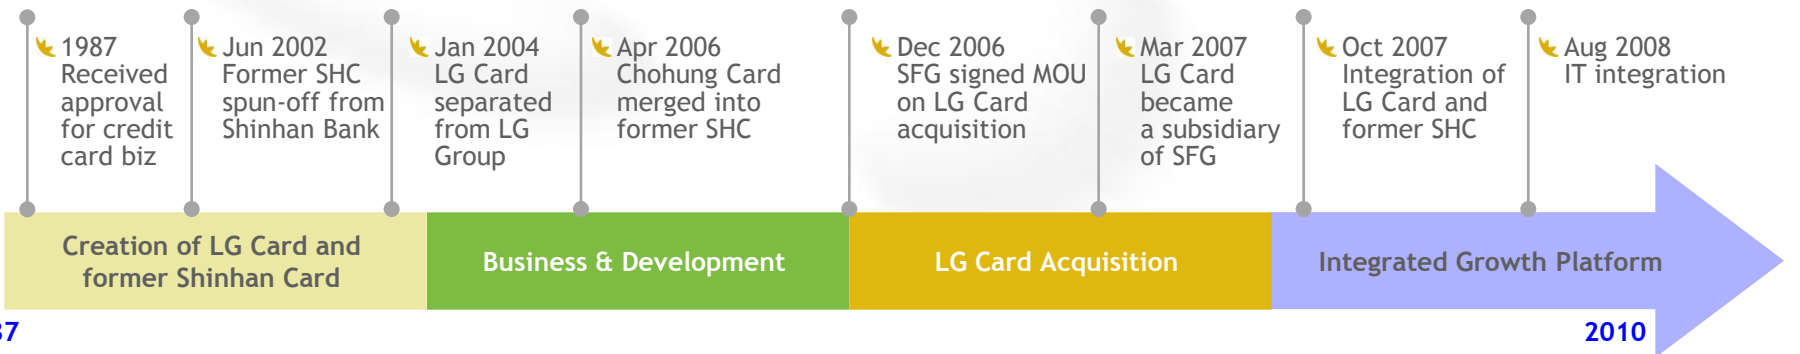 1987
Received
approval
for credit
card biz
Jun 2002
Former SHC
spun-off from
Shinhan Bank
Jan 2004
LG Card
separated
from LG
Group
Apr 2006
Chohung Card
merged into
former SHC
Dec 2006
SFG signed MOU
on LG Card
acquisition
Mar 2007
LG Card
became
a subsidiary
of SFG
Oct 2007
Integration of
LG Card and
former SHC
Aug 2008
IT integration
Creation of LG Card and
former Shinhan Card
Business & Development
LG Card Acquisition
Integrated Growth Platform
2010